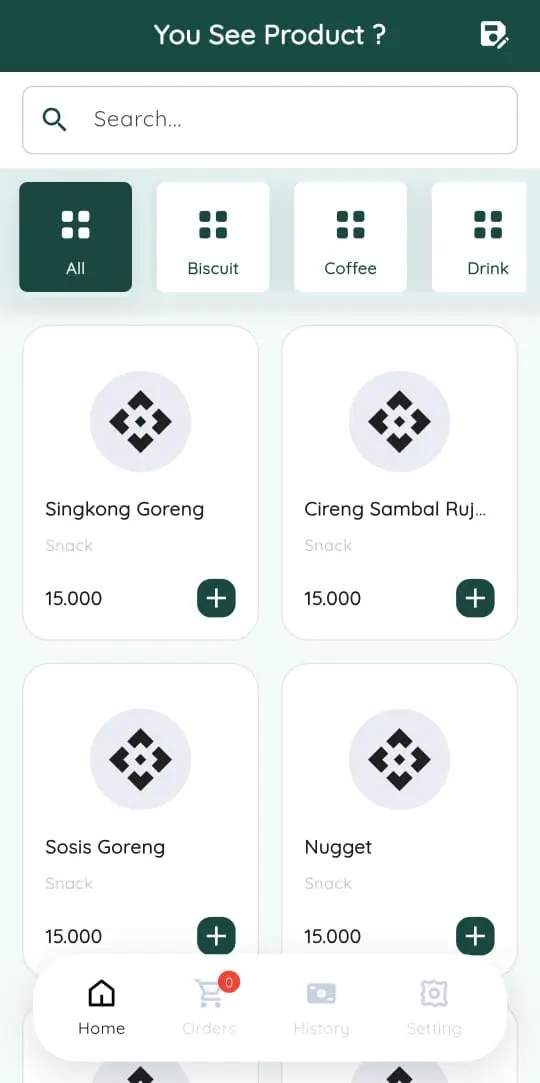 You See Product ?
Search...
All
Biscuit
Coffee
Drink
Singkong Goreng
Cireng Sambal Ruj...
Snack
Snack
15.000
15.000
Sosis Goreng
Nugget
Snack
Snack
15.000
15.000
0
Home
Orders
History
Setting